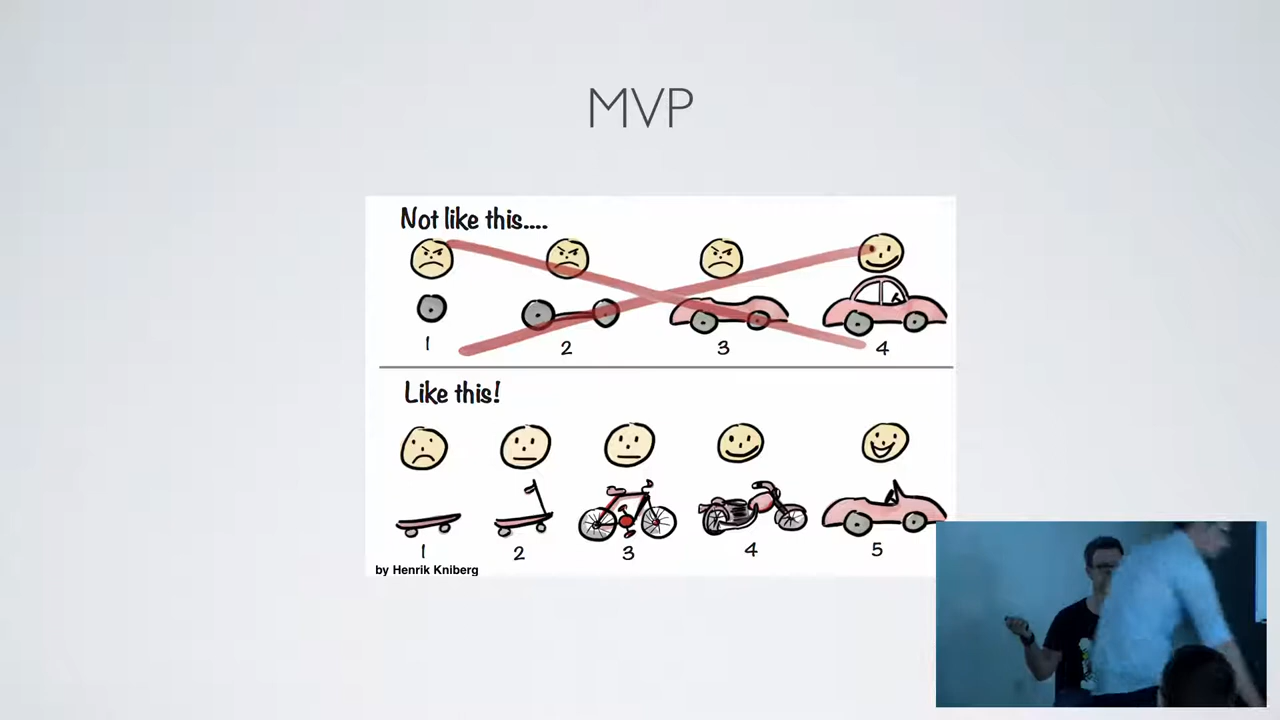 MVP
Not like this....
1 2 3 4
Like this!
1 2 3 4 5
by Henrik Kniberg